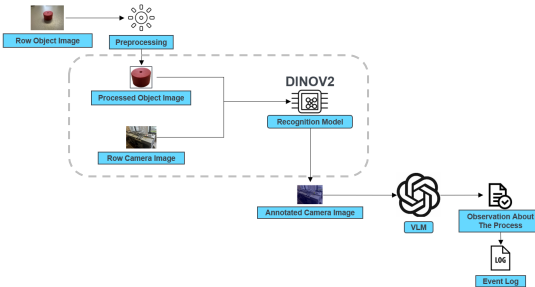 Row Object Image
Preprocessing
Processed Object Image
DINOV2
Recognition Model
Row Camera Image
Annotated Camera Image
VLM
Observation About
The Process
LOG
Event Log